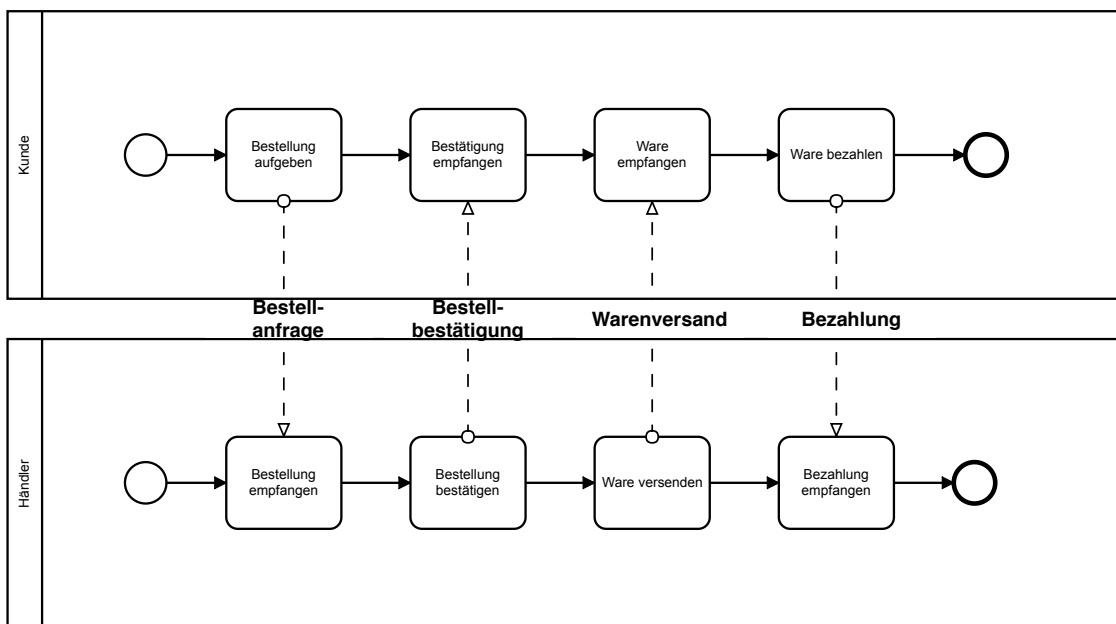 Kunde
Bestellung
aufgeben
Bestätigung
empfangen
Ware
empfangen
Ware bezahlen
Bestell-
anfrage
Bestell-
bestätigung
Warenversand
Bezahlung
Händler
Bestellung
empfangen
Bestellung
bestätigen
Ware versenden
Bezahlung
empfangen